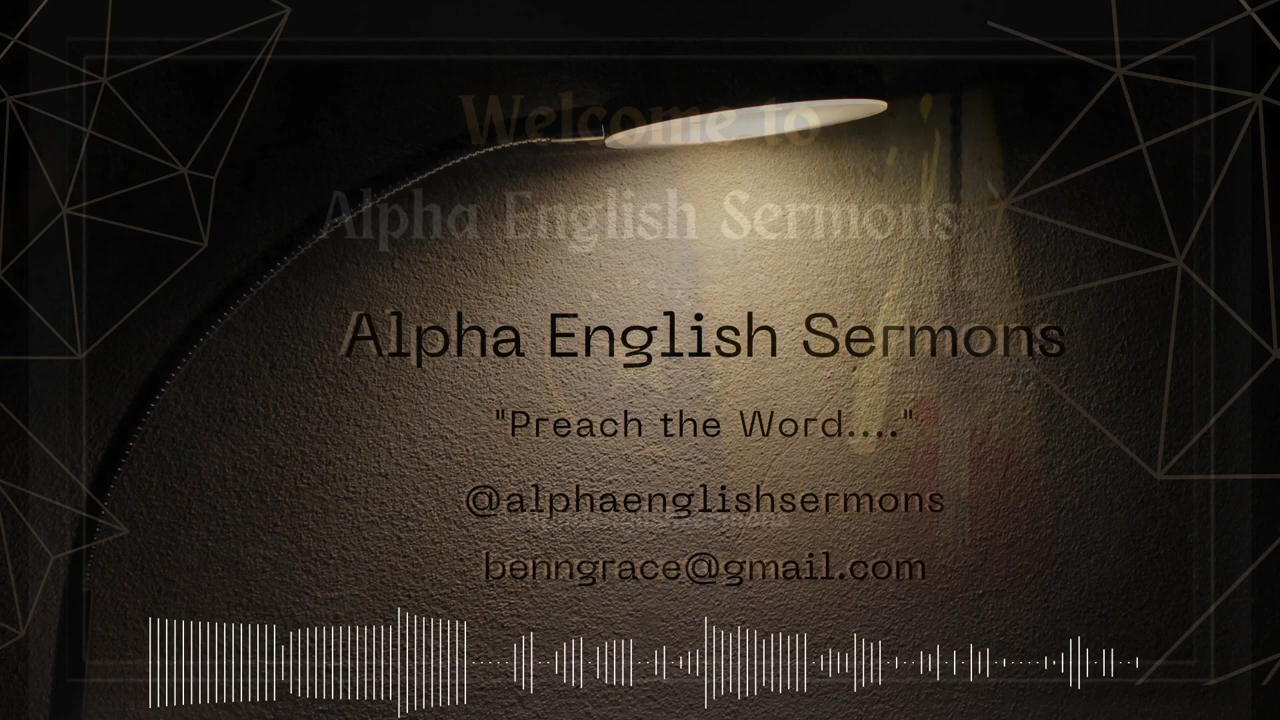 Welcome to
Alpha English Sermons
Alpha English Sermons
"Preach the Word...."
@alphaenglishsermons
benngrace@gmail.com